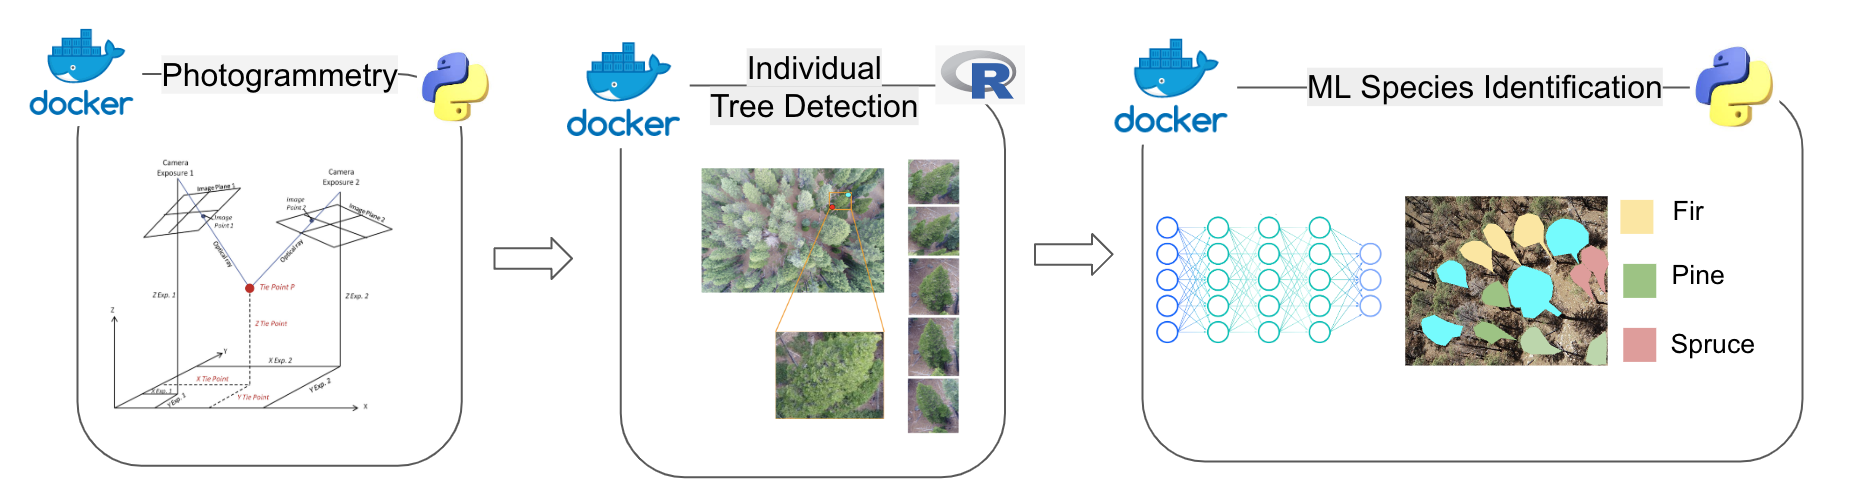 docker
Photogrammetry
Camera
Exposure 1
Image Plane 1
Image
Point 1
Optical ray
Camera
Exposure 2
Image
Point 2
Image Plane 2
Optical ray
Tie Point P
Z Exp. 1
Z Exp. 2
Z Tie Point
Z
Y
X Exp. 2
X Tie Point
X Exp. 1
Y Exp. 1
Y Tie Point
Y Exp. 2
X
docker
Individual
Tree Detection
R
docker
ML Species Identification
Fir
Pine
Spruce